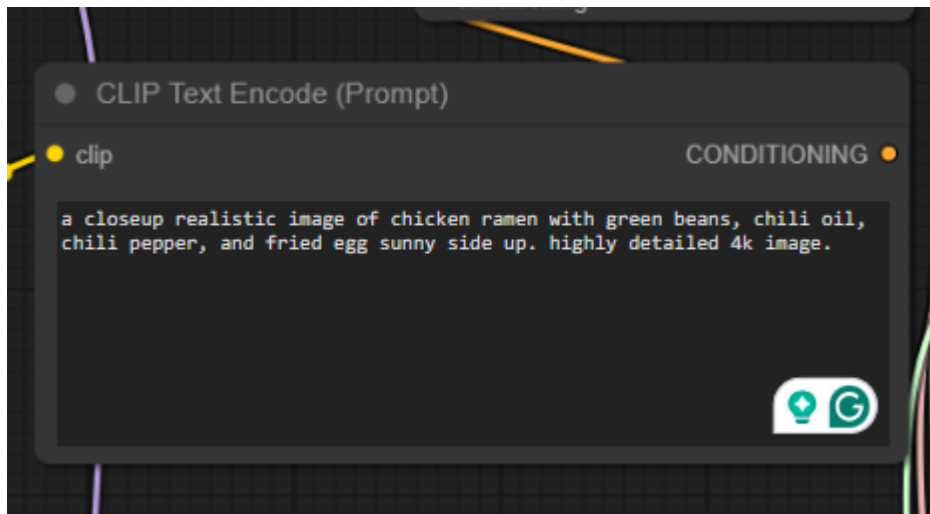 CLIP Text Encode (Prompt)
clip
CONDITIONING
a closeup realistic image of chicken ramen with green beans, chili oil,
chili pepper, and fried egg sunny side up. highly detailed 4k image.